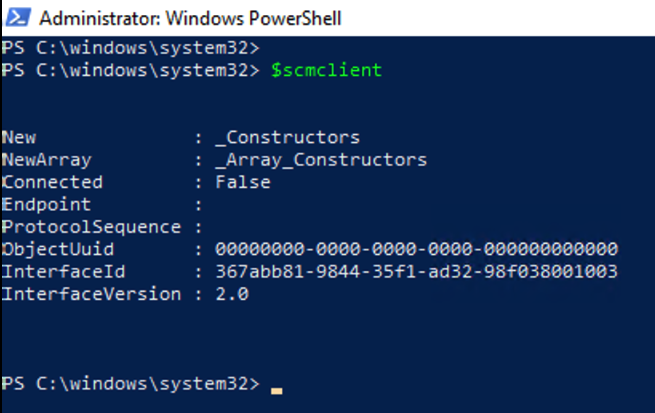 Administrator: Windows PowerShell
PS C:\windows\system32>
PS C:\windows\system32> $scmclient
New : _Constructors
NewArray : _Array_Constructors
Connected : False
Endpoint :
ProtocolSequence :
ObjectUuid : 00000000-0000-0000-0000-000000000000
InterfaceId : 367abb81-9844-35f1-ad32-98f038001003
InterfaceVersion : 2.0
PS C:\windows\system32> _